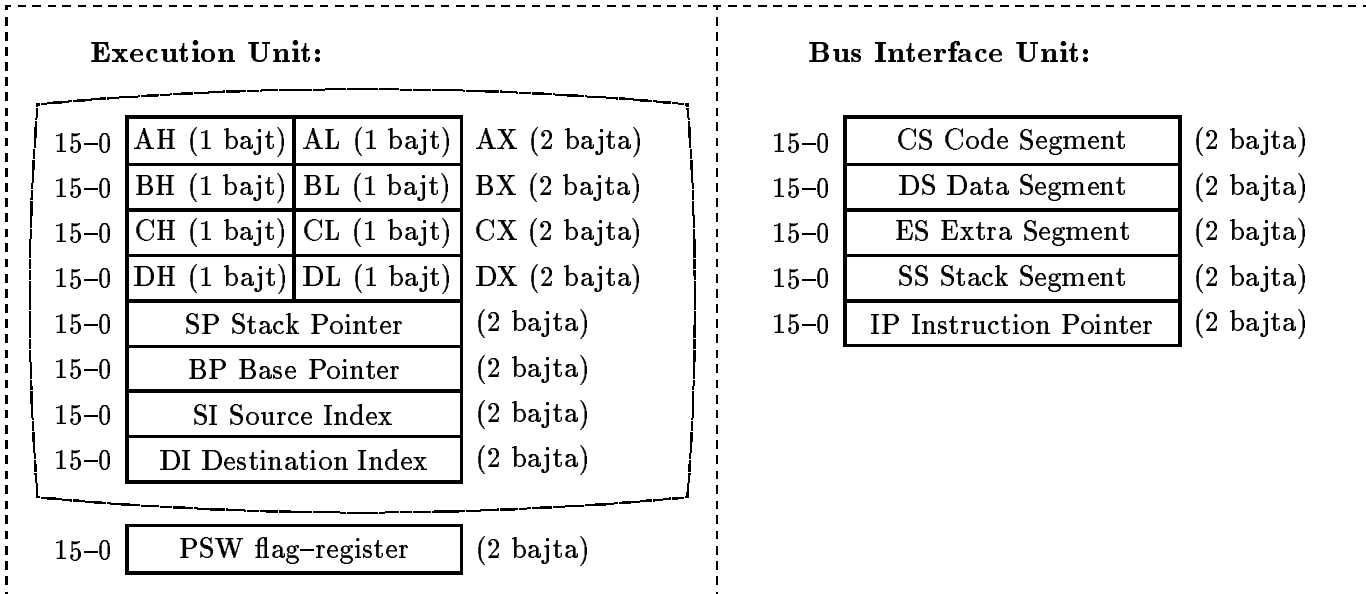 Execution Unit:
15–0 AH (1 bajt) AL (1 bajt) AX (2 bajta)
15–0 BH (1 bajt) BL (1 bajt) BX (2 bajta)
15–0 CH (1 bajt) CL (1 bajt) CX (2 bajta)
15–0 DH (1 bajt) DL (1 bajt) DX (2 bajta)
15–0 SP Stack Pointer (2 bajta)
15–0 BP Base Pointer (2 bajta)
15–0 SI Source Index (2 bajta)
15–0 DI Destination Index (2 bajta)
15–0 PSW flag–register (2 bajta)
Bus Interface Unit:
15–0 CS Code Segment (2 bajta)
15–0 DS Data Segment (2 bajta)
15–0 ES Extra Segment (2 bajta)
15–0 SS Stack Segment (2 bajta)
15–0 IP Instruction Pointer (2 bajta)